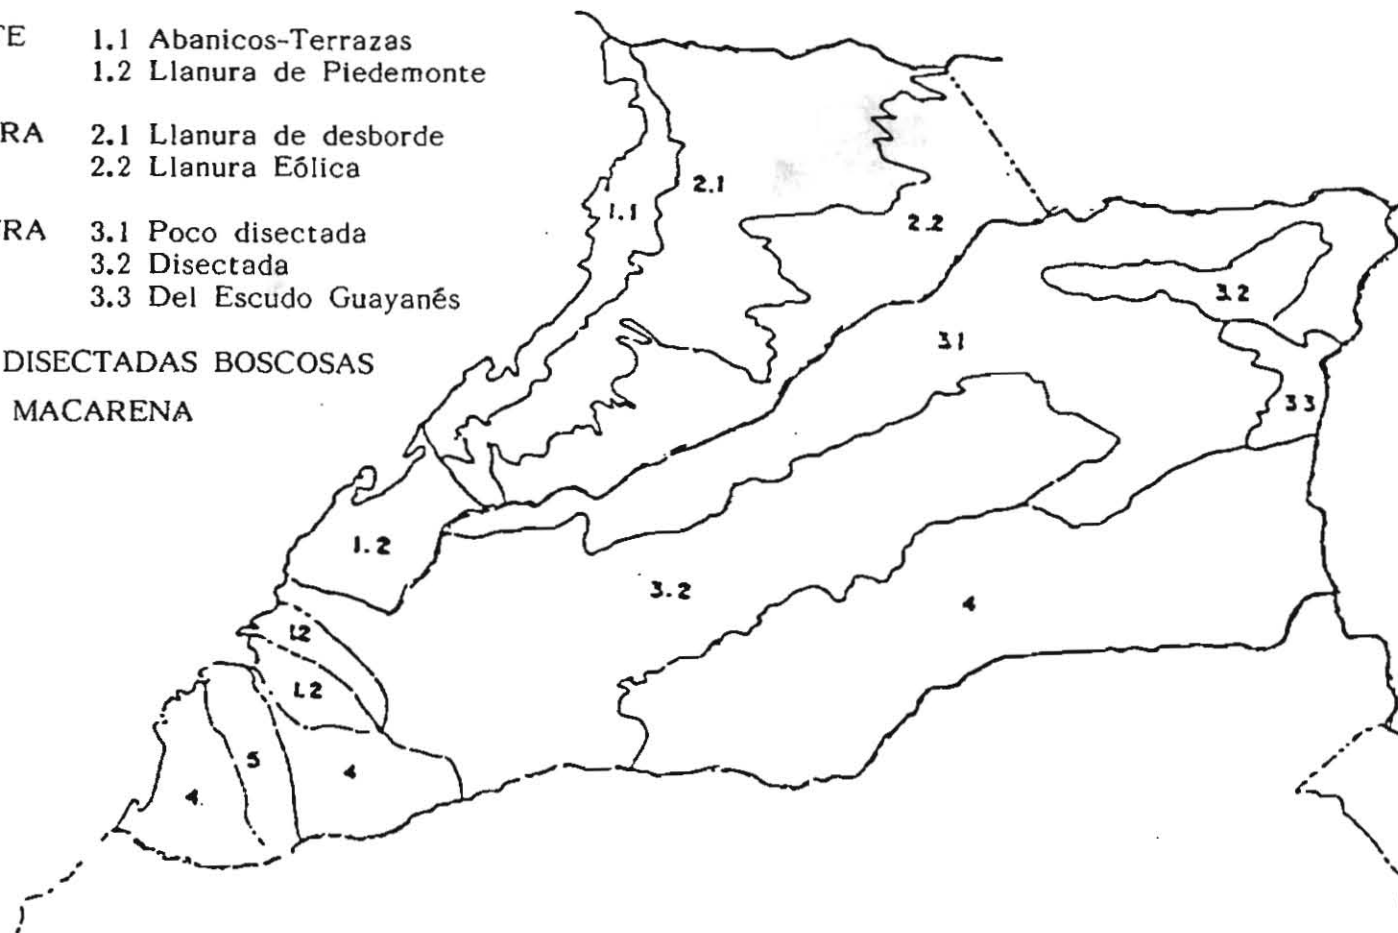 TE 1.1 Abanicos-Terrazas
1.2 Llanura de Piedemonte
RA 2.1 Llanura de desborde
2.2 Llanura Eólica
RA 3.1 Poco disectada
3.2 Disectada
3.3 Del Escudo Guayanés
DISECTADAS BOSCOSAS
MACARENA
2.1
1.1
2.2
3.2
3.1
3.3
1.2
3.2
4
1.2
1.2
5
4
4